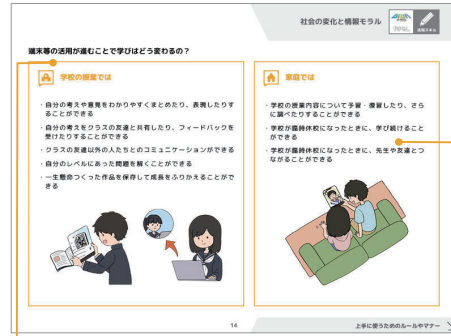 社会の変化と情報モラル
端末等の活用が進むことで学びはどう変わるの？
学校の授業では
・自分の考えや意見をわかりやすくまとめたり、表現したりす
ることができる
・自分の考えをクラスの友達と共有したり、フィードバックを
受けたりすることができる
・クラスの友達以外の人たちとのコミュニケーションができる
・自分のレベルにあった問題を解くことができる
・一生懸命つくった作品を保存して成長をふりかえることがで
きる
家庭では
・学校の授業内容について予習・復習したり、さら
に調べたりすることができる
・学校が臨時休校になったときに、学び続けること
ができる
・学校が臨時休校になったときに、先生や友達とつ
ながることができる
14
上手に使うためのルールやマナー